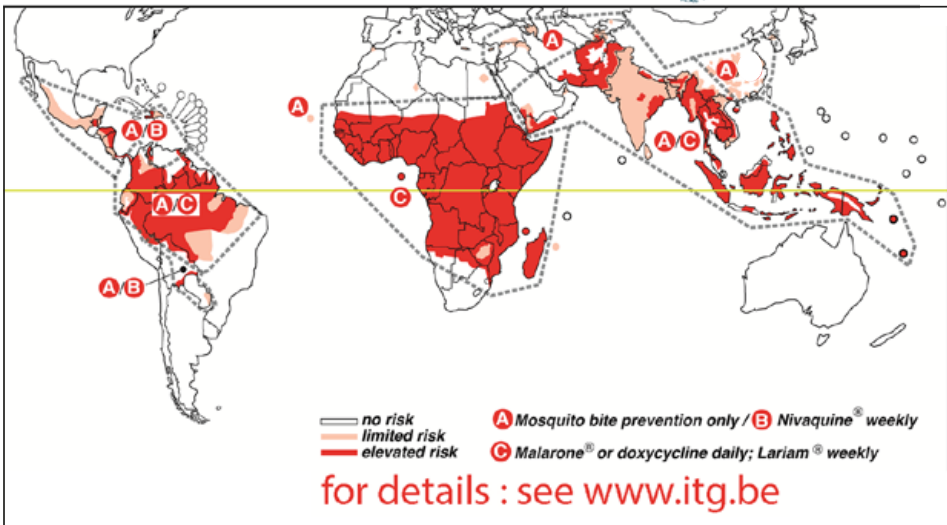 A
A
A
A/B
A/C
C
A/C
A/B
no risk
limited risk
elevated risk
A Mosquito bite prevention only / B Nivaquine® weekly
C Malarone® or doxycycline daily; Lariam® weekly
for details : see www.itg.be